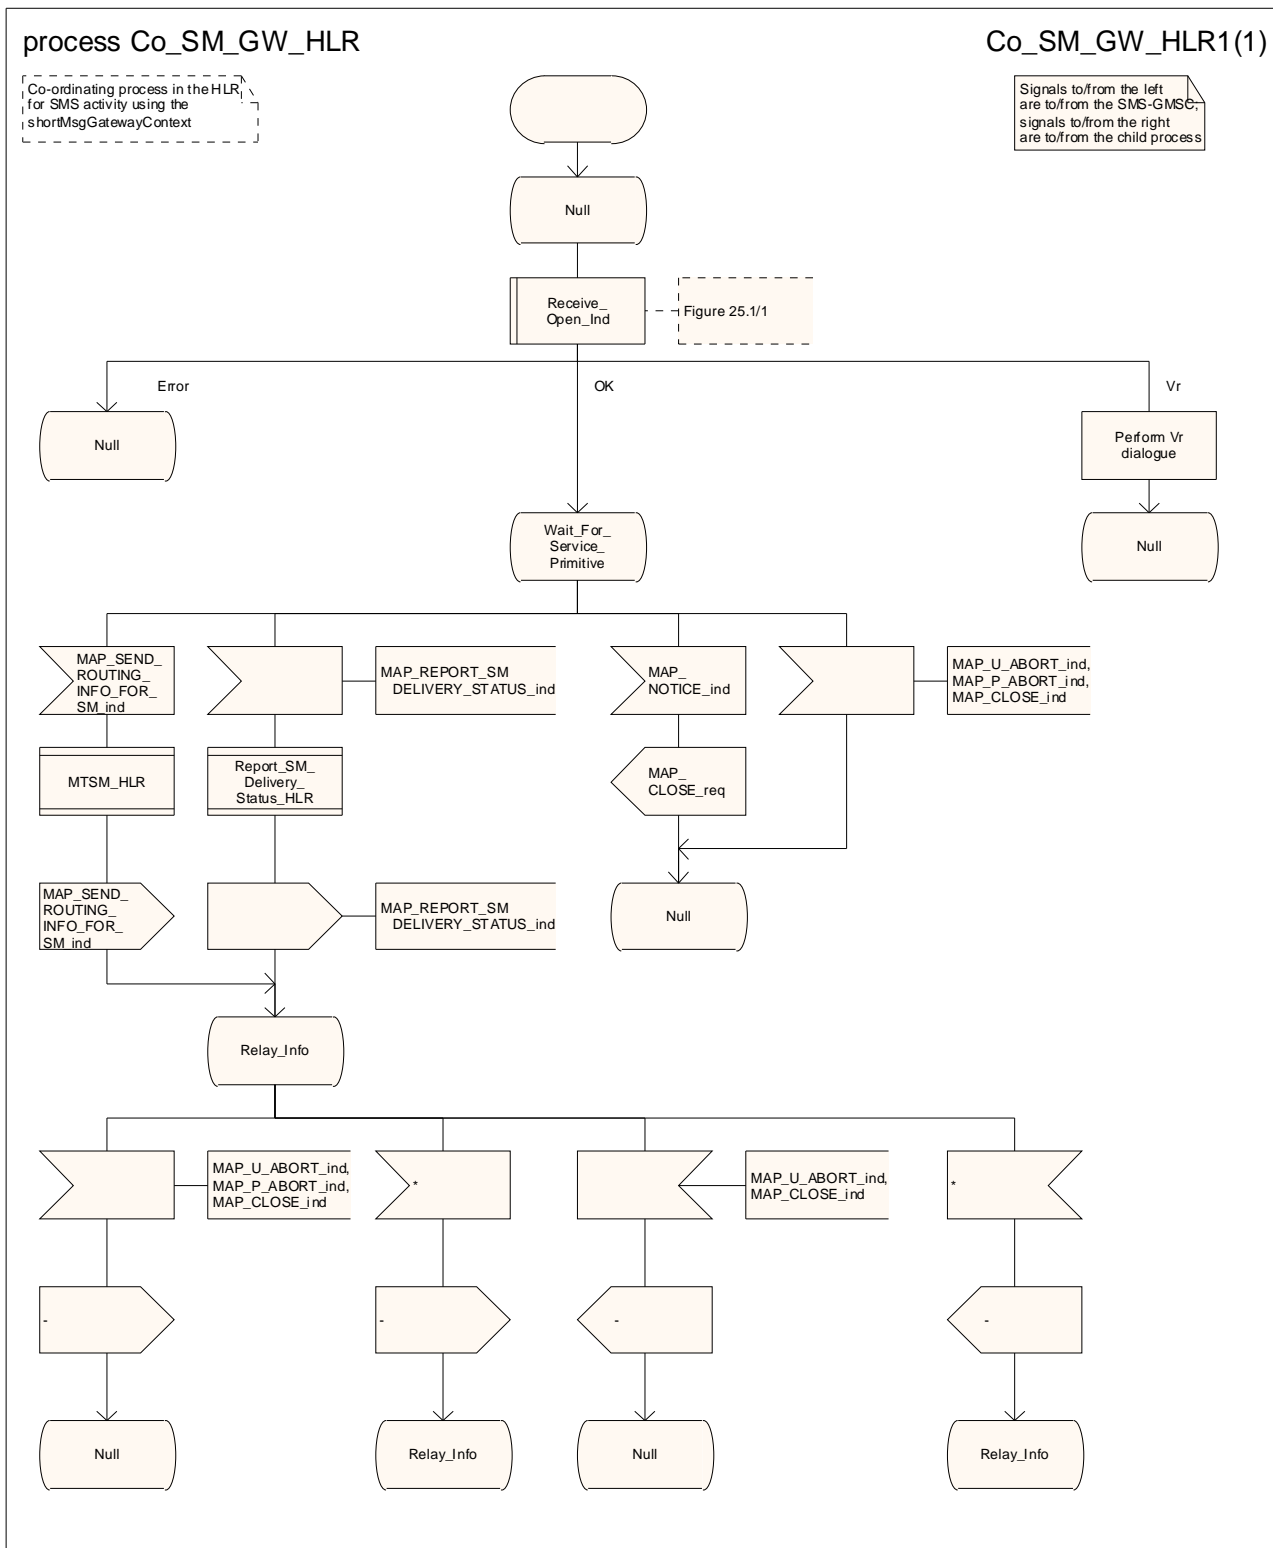 process Co_SM_GW_HLR
Co_SM_GW_HLR1(1)
Co-ordinating process in the HLR
for SMS activity using the
shortMsgGatewayContext
Signals to/from the left
are to/from the SMS-GMSC;
signals to/from the right
are to/from the child process
Null
Receive_
Open_Ind
Figure 25.1/1
Error
OK
Vr
Null
Perform Vr
dialogue
Wait_For_
Service_
Primitive
Null
MAP_SEND_
ROUTING_
INFO_FOR_
SM_ind
MAP_REPORT_SM
DELIVERY_STATUS_ind
MAP_
NOTICE_ind
MAP_U_ABORT_ind,
MAP_P_ABORT_ind,
MAP_CLOSE_ind
MTSM_HLR
Report_SM_
Delivery_
Status_HLR
MAP_
CLOSE_req
MAP_SEND_
ROUTING_
INFO_FOR_
SM_ind
MAP_REPORT_SM
DELIVERY_STATUS_ind
Null
Relay_Info
MAP_U_ABORT_ind,
MAP_P_ABORT_ind,
MAP_CLOSE_ind
*
MAP_U_ABORT_ind,
MAP_CLOSE_ind
*
-
-
-
-
Null
Relay_Info
Null
Relay_Info